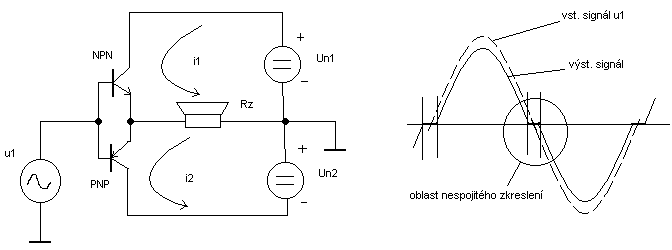 NPN
i1
+
Un1
−
Rz
u1
PNP
i2
+
Un2
−
vst. signál u1
výst. signál
oblast nespojitého zkreslení